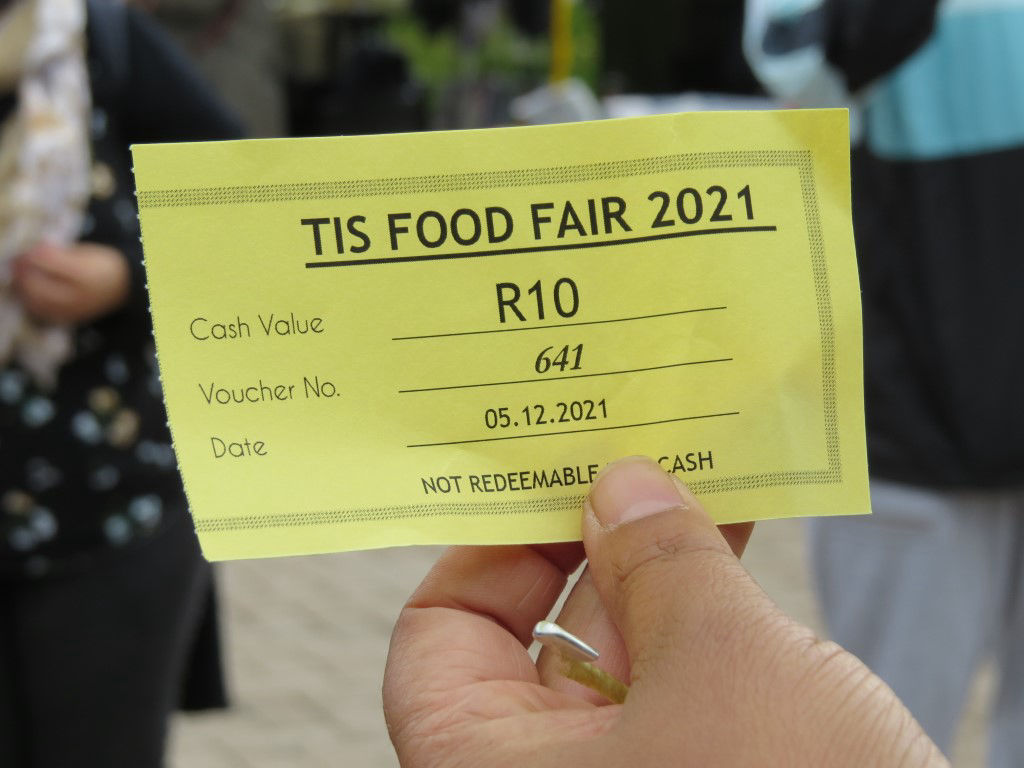 TIS FOOD FAIR 2021
Cash Value R10
Voucher No. 641
Date 05.12.2021
NOT REDEEMABLE CASH